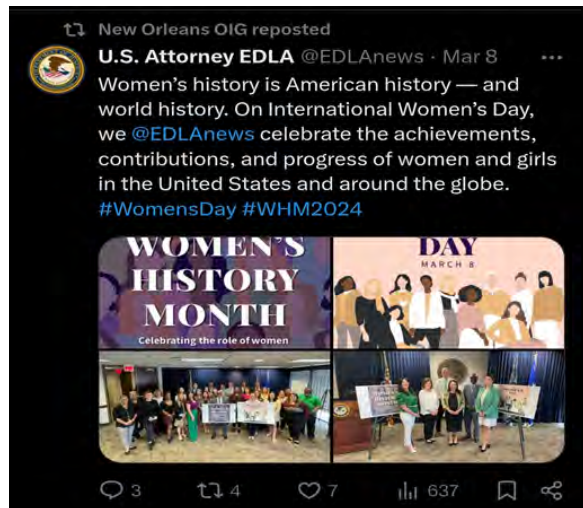 New Orleans OIG reposted
U.S. Attorney EDLA @EDLAnews · Mar 8
Women's history is American history — and
world history. On International Women's Day,
we @EDLAnews celebrate the achievements,
contributions, and progress of women and girls
in the United States and around the globe.
#WomensDay #WHM2024
WOMEN'S
HISTORY
MONTH
Celebrating the role of women
DAY
MARCH 8
3 4 7 637